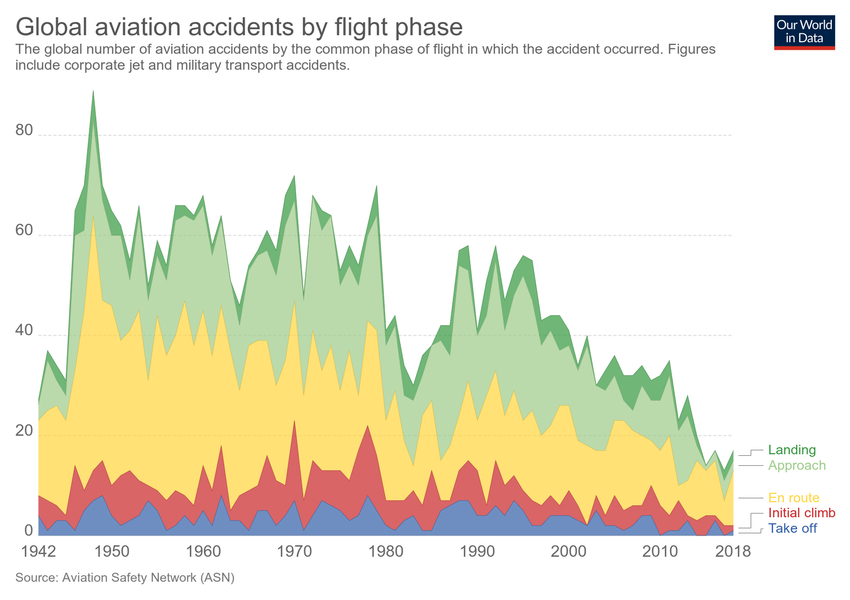 Global aviation accidents by flight phase
The global number of aviation accidents by the common phase of flight in which the accident occurred. Figures
include corporate jet and military transport accidents.
Our World
in Data
80
60
40
20
0
1942
1950
1960
1970
1980
1990
2000
2010
2018
Landing
Approach
En route
Initial climb
Take off
Source: Aviation Safety Network (ASN)